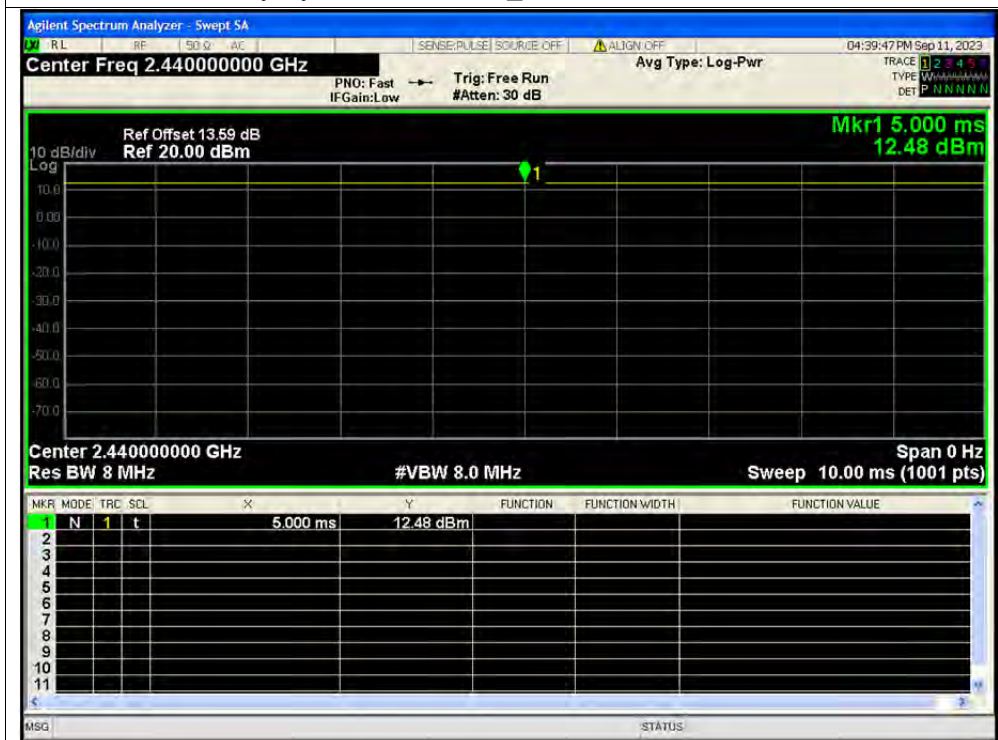 Agilent Spectrum Analyzer - Swept SA
LXI RL RF 50 Ω AC SENSE:PULSE SOURCE OFF ALIGN OFF 04:39:47 PM Sep 11, 2023
Center Freq 2.440000000 GHz
PNO: Fast
IFGain:Low
Trig: Free Run
#Atten: 30 dB
Avg Type: Log-Pwr
TRACE 1 2 3 4 5 6
TYPE W
DET P N N N N N
Mkr1 5.000 ms
12.48 dBm
Ref Offset 13.59 dB
10 dB/div Ref 20.00 dBm
Log
1
10.0
0.00
-10.0
-20.0
-30.0
-40.0
-50.0
-60.0
-70.0
Center 2.440000000 GHz Span 0 Hz
Res BW 8 MHz #VBW 8.0 MHz Sweep 10.00 ms (1001 pts)
MKR MODE TRC SCL X Y FUNCTION FUNCTION WIDTH FUNCTION VALUE
1 N 1 t 5.000 ms 12.48 dBm
2
3
4
5
6
7
8
9
10
11
MSG STATUS